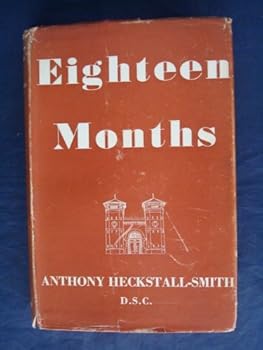 Eighteen
Months
ANTHONY HECKSTALL-SMITH
D.S.C.